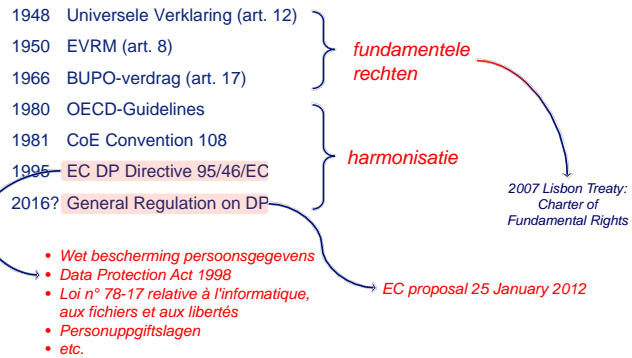 1948 Universele Verklaring (art. 12)
1950 EVRM (art. 8)
1966 BUPO-verdrag (art. 17)
fundamentele
rechten
1980 OECD-Guidelines
1981 CoE Convention 108
1995 EC DP Directive 95/46/EC
2016? General Regulation on DP
harmonisatie
2007 Lisbon Treaty:
Charter of
Fundamental Rights
• Wet bescherming persoonsgegevens
• Data Protection Act 1998
• Loi n° 78-17 relative à l'informatique,
aux fichiers et aux libertés
• Personuppgiftslagen
• etc.
EC proposal 25 January 2012